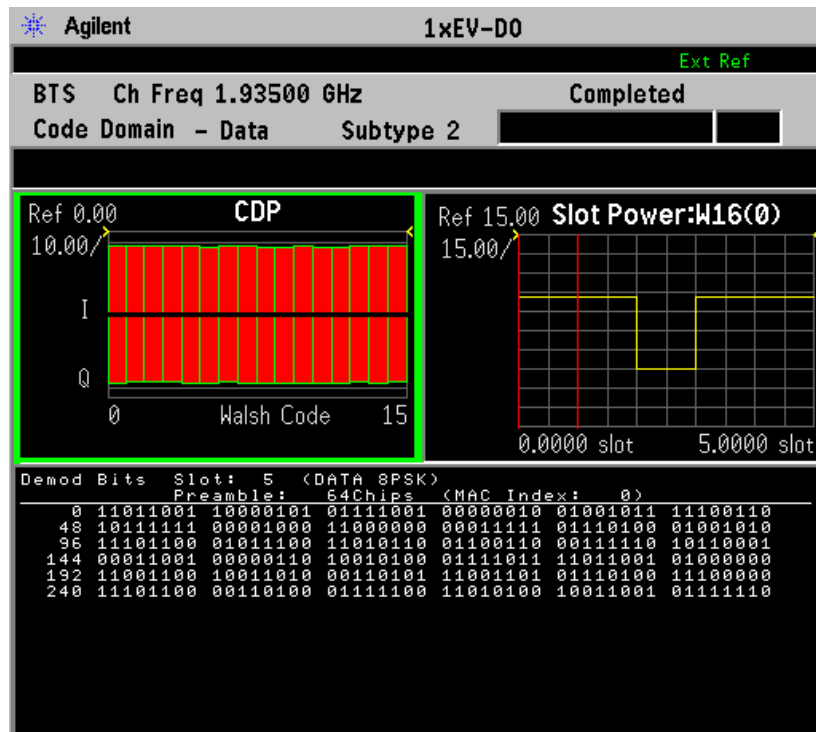 Agilent 1xEV-DO
Ext Ref
BTS Ch Freq 1.93500 GHz Completed
Code Domain - Data Subtype 2
Ref 0.00 CDP
10.00/
I
Q
0 Walsh Code 15
Ref 15.00 Slot Power:W16(0)
15.00/
0.0000 slot 5.0000 slot
Demod Bits Slot: 5 (DATA 8PSK)
Preamble: 64Chips (MAC Index: 0)
0 11011001 10000101 01111001 00000010 01001011 11100110
48 10111111 00001000 11000000 00011111 01110100 01001010
96 11101100 01011100 11010110 01100110 00111110 10110001
144 00011001 00000110 10010100 01111011 11011001 01000000
192 11001100 10011010 00110101 11001101 01110100 11100000
240 11101100 00110100 01111100 11010100 10011001 01111110